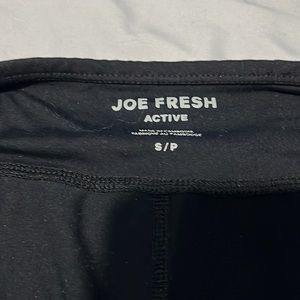 JOE FRESH
ACTIVE
MADE IN CAMBODIA
FABRIQUÉ AU CAMBODGE
S/P